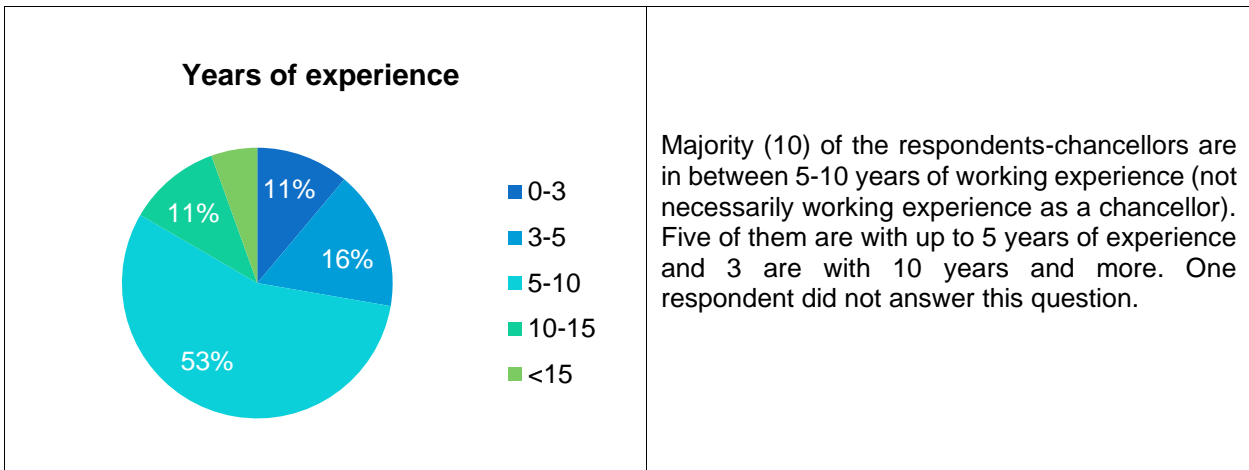 Years of experience
11%
16%
53%
11%
0-3
3-5
5-10
10-15
<15
Majority (10) of the respondents-chancellors are
in between 5-10 years of working experience (not
necessarily working experience as a chancellor).
Five of them are with up to 5 years of experience
and 3 are with 10 years and more. One
respondent did not answer this question.